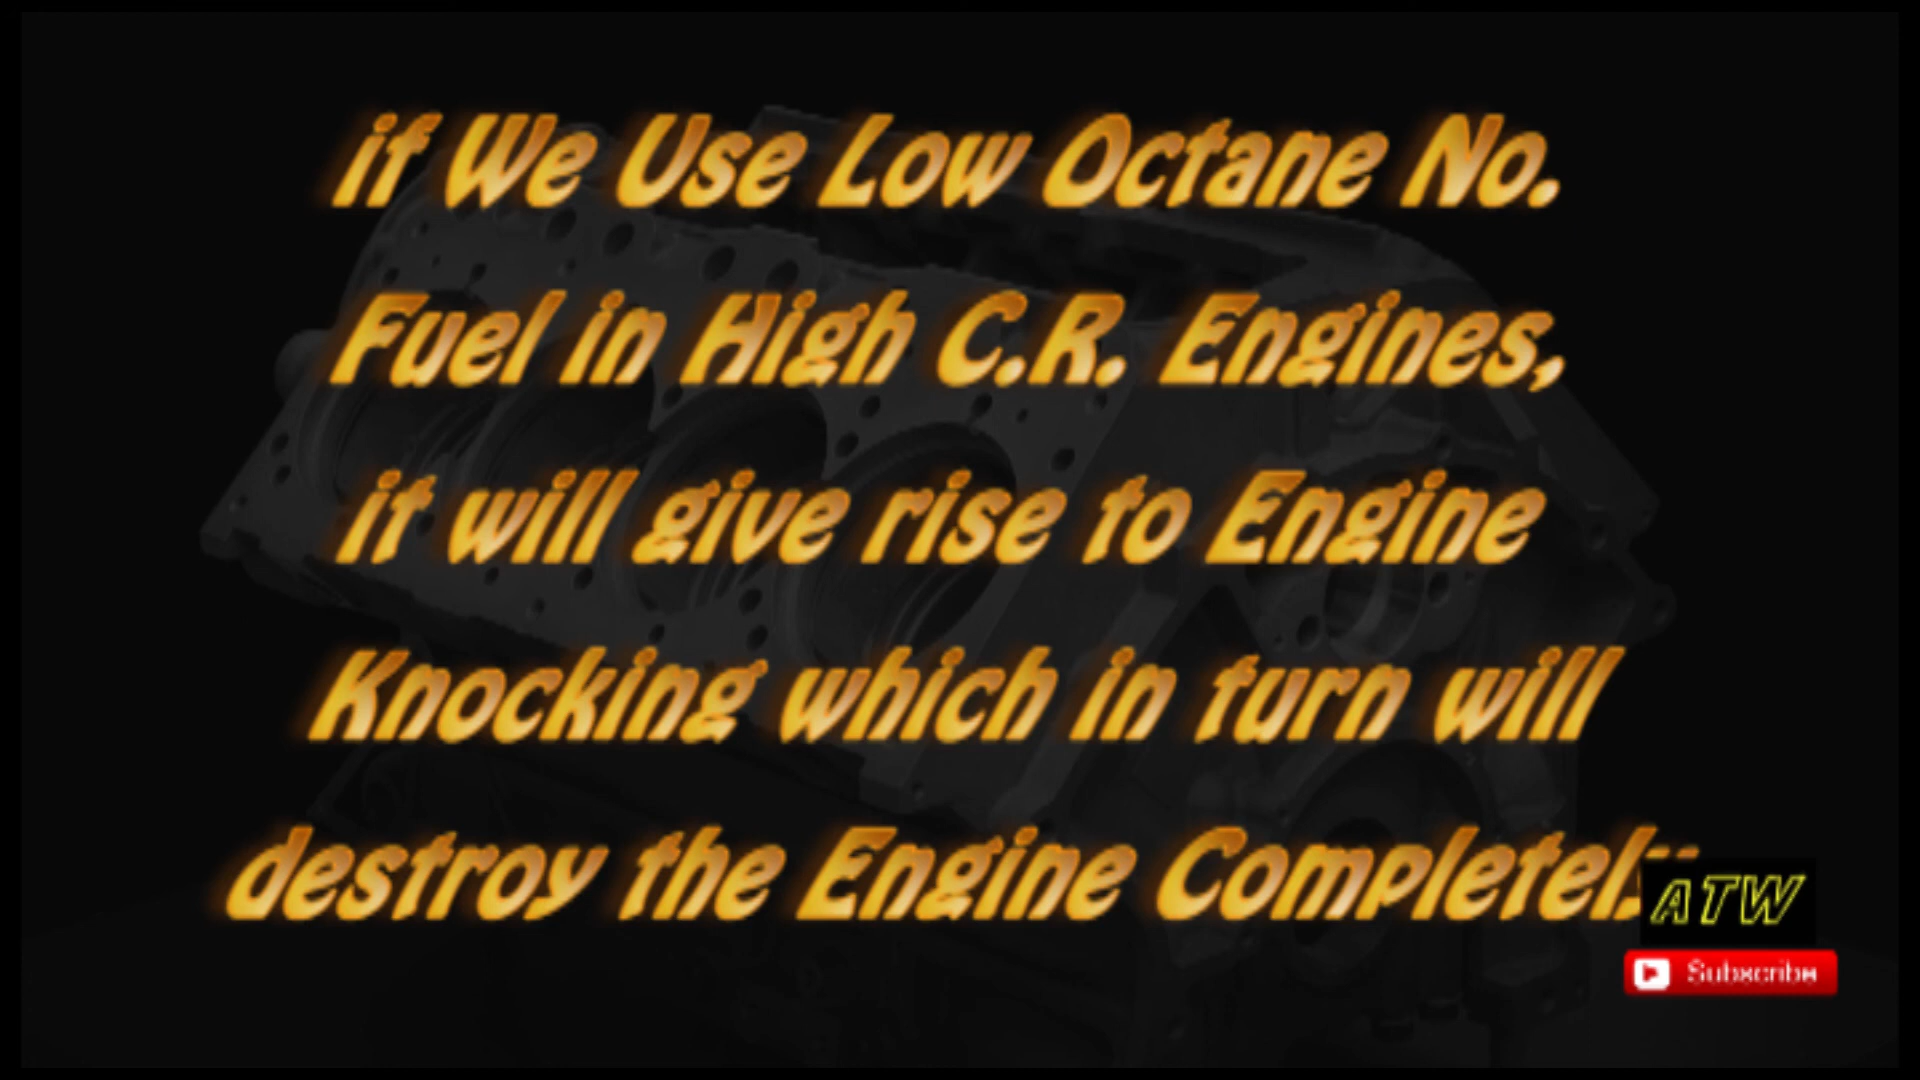 if We Use Low Octane No.
Fuel in High C.R. Engines,
it will give rise to Engine
Knocking which in turn will
destroy the Engine
ATW
Subscribe